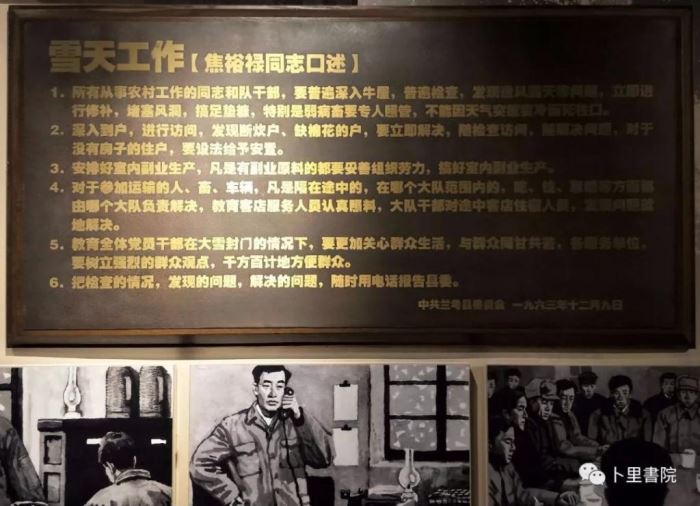 雪天工作【焦裕禄同志口述】
1. 所有从事农村工作的同志和队干部，要普遍深入牛屋，普遍检查，发现透风雪问题，立即进
行修补，堵塞风洞，搞足垫草，特别是弱病畜要专人照管，不能因天气突变冻死牲口。
2. 深入到户，进行访问，发现断炊户、缺棉花的户，要立即解决，随检查访问，随解决问题，对于
没有房子的住户，要设法给予安置。
3. 安排好室内副业生产，凡是有副业原料的都要妥善组织劳力，搞好室内副业生产。
4. 对于参加运输的人、畜、车辆，凡是隔在途中的，在哪个大队范围内的，吃、住、草料等方面都
由哪个大队负责解决，教育客店服务人员认真照料，大队干部对途中客店住宿人员，发现问题就
地解决。
5. 教育全体党员干部在大雪封门的情况下，要更加关心群众生活，与群众同甘共苦，各服务单位，
要树立强烈的群众观点，千方百计地方便群众。
6. 把检查的情况，发现的问题，解决的问题，随时用电话报告县委。
中共兰考县委员会 一九六三年十二月九日
卜里書院